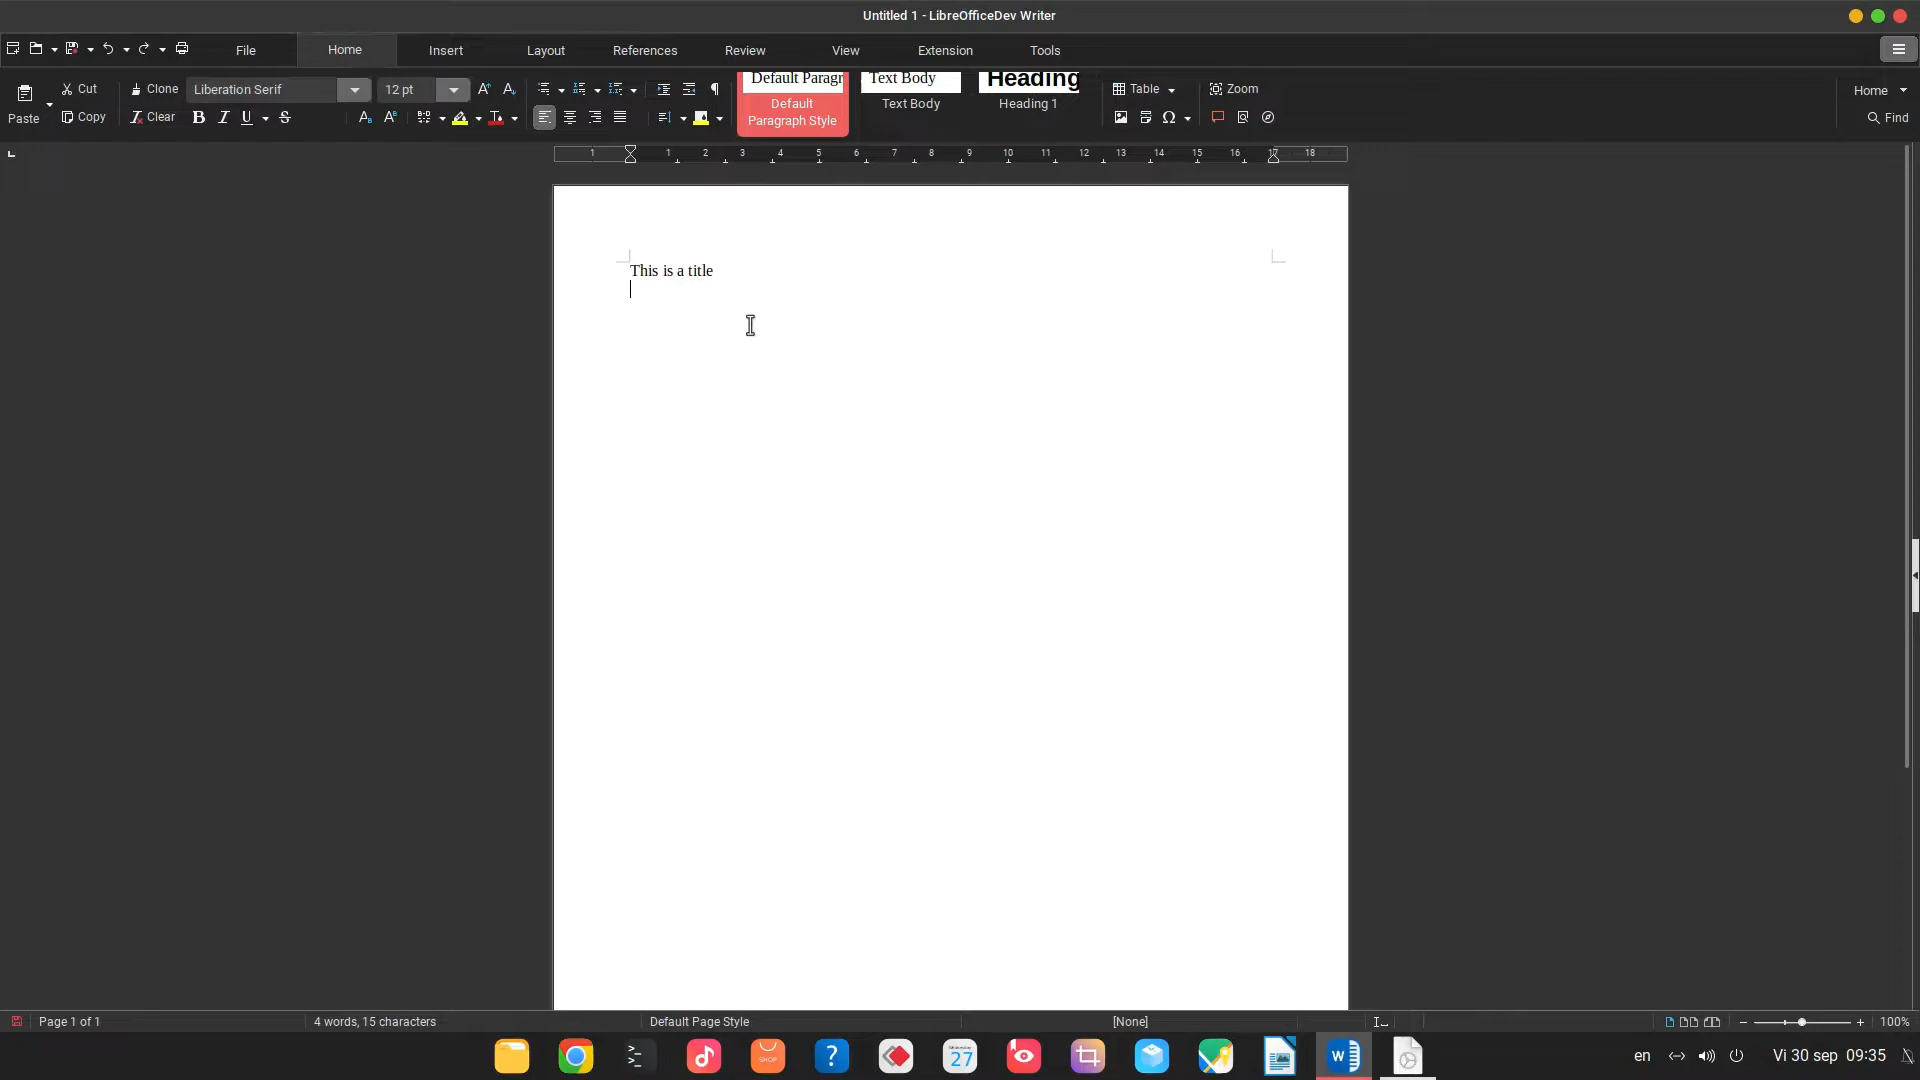 Untitled 1 - LibreOfficeDev Writer
File Home Insert Layout References Review View Extension Tools
Paste Cut Clone Liberation Serif 12 pt Default Paragr Text Body Heading Table Zoom Home
Copy Clear Default Paragraph Style Text Body Heading 1 Find
1 1 2 3 4 5 6 7 8 9 10 11 12 13 14 15 16 17 18
This is a title
Page 1 of 1 4 words, 15 characters Default Page Style [None] 100%
SHOP 27 W en Vi 30 sep 09:35